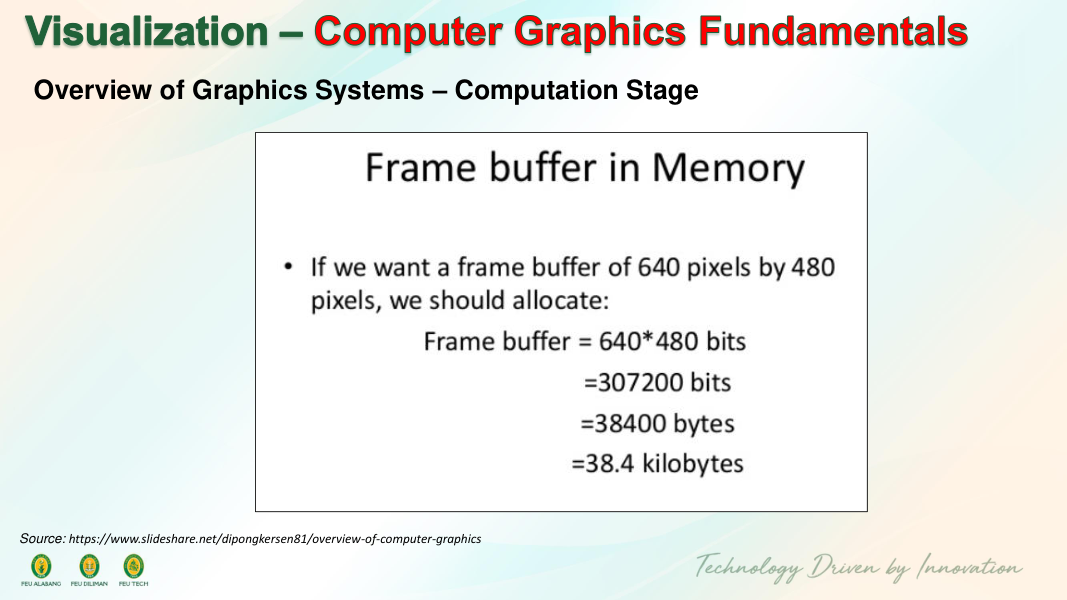 Visualization – Computer Graphics Fundamentals
Overview of Graphics Systems – Computation Stage
Frame buffer in Memory
• If we want a frame buffer of 640 pixels by 480
pixels, we should allocate:
Frame buffer = 640*480 bits
=307200 bits
=38400 bytes
=38.4 kilobytes
Source: https://www.slideshare.net/dipongkersen81/overview-of-computer-graphics
FEU ALABANG FEU DILIMAN FEU TECH
Technology Driven by Innovation